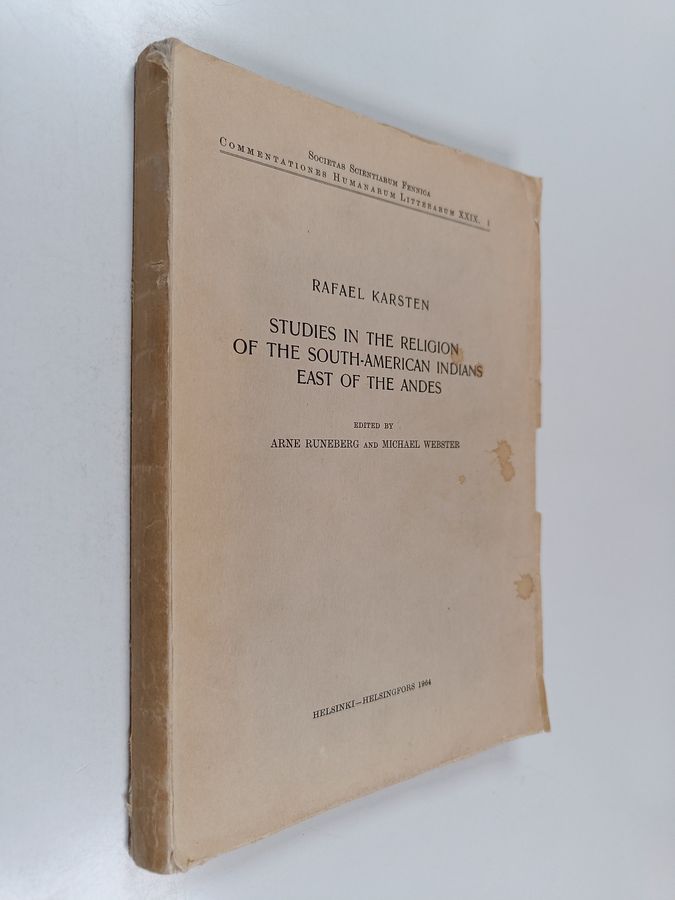 SOCIETAS SCIENTIARUM FENNICA
COMMENTATIONES HUMANARUM LITTERARUM XXIX. 1
RAFAEL KARSTEN
STUDIES IN THE RELIGION
OF THE SOUTH-AMERICAN INDIANS
EAST OF THE ANDES
EDITED BY
ARNE RUNEBERG AND MICHAEL WEBSTER
HELSINKI—HELSINGFORS 1964